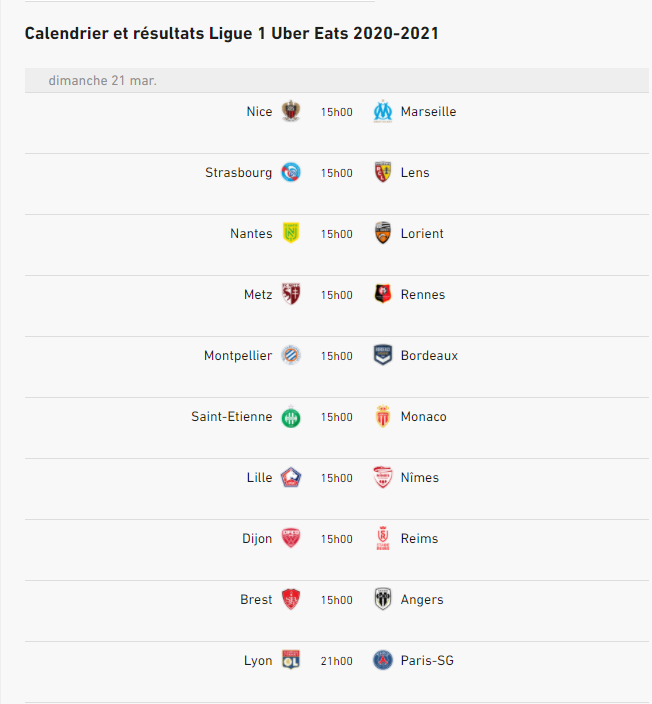 Calendrier et résultats Ligue 1 Uber Eats 2020-2021
dimanche 21 mar.
Nice 15h00 Marseille
Strasbourg 15h00 Lens
Nantes 15h00 Lorient
Metz 15h00 Rennes
Montpellier 15h00 Bordeaux
Saint-Etienne 15h00 Monaco
Lille 15h00 Nîmes
Dijon 15h00 Reims
Brest 15h00 Angers
Lyon 21h00 Paris-SG